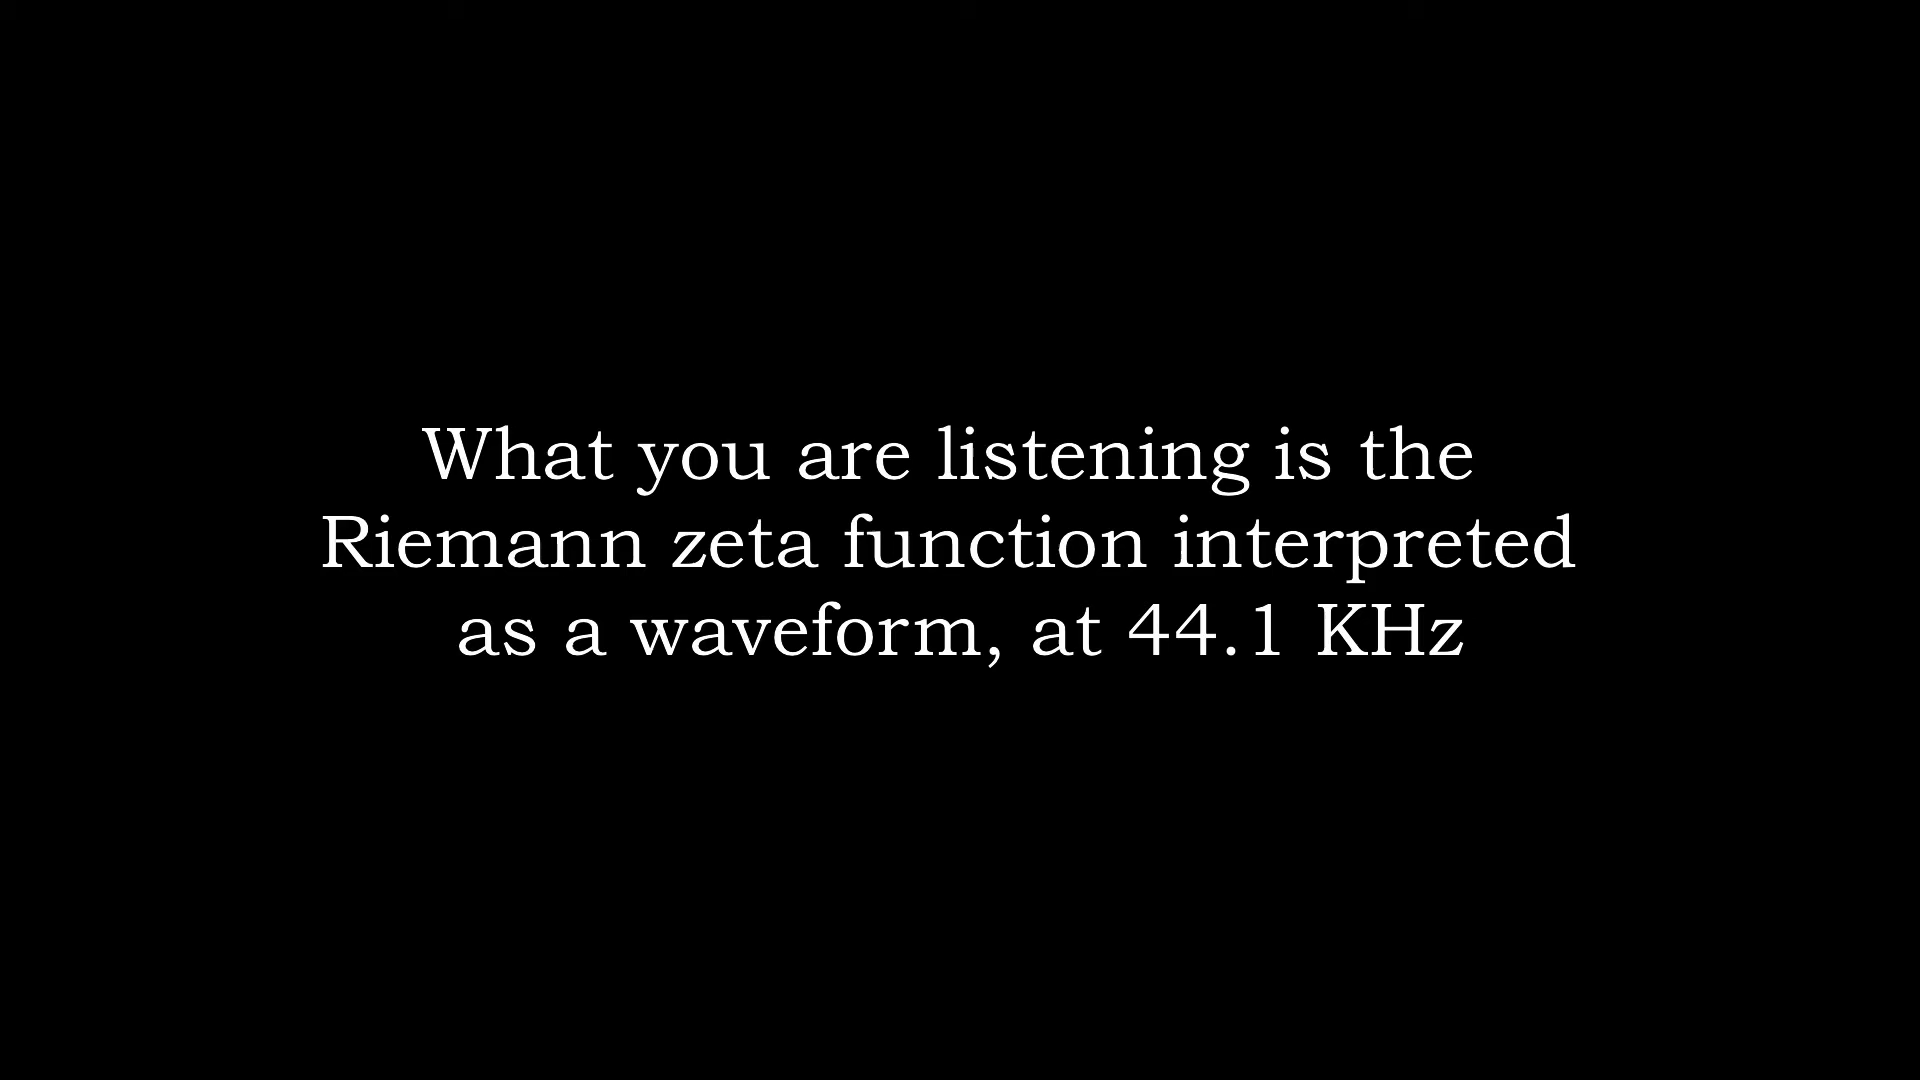 What you are listening is the
Riemann zeta function interpreted
as a waveform, at 44.1 KHz